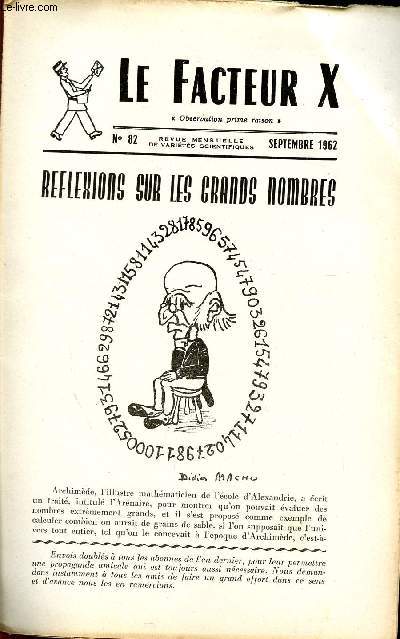 le-livre.com
LE FACTEUR X
« Observation prime raison »
N° 82
REVUE MENSUELLE
DE VARIÉTÉS SCIENTIFIQUES
SEPTEMBRE 1962
REFLEXIONS SUR LES GRANDS NOMBRES
Didier MACHU
Archimède, l'illustre mathématicien de l'école d'Alexandrie, a écrit
un traité, intitulé l'Arénaire, pour montrer qu'on pouvait évaluer des
nombres extrêmement grands, et il s'est proposé comme exemple de
calculer combien on aurait de grains de sable, si l'on supposait que l'uni-
vers tout entier, tel qu'on le concevait à l'époque d'Archimède, c'est-à-
Envois doublés à tous les abonnés de l'an dernier, pour leur permettre
une propagande amicale qui est toujours aussi nécessaire. Nous deman-
dons instamment à tous les amis de faire un grand effort dans ce sens
et d'avance nous les en remercions.